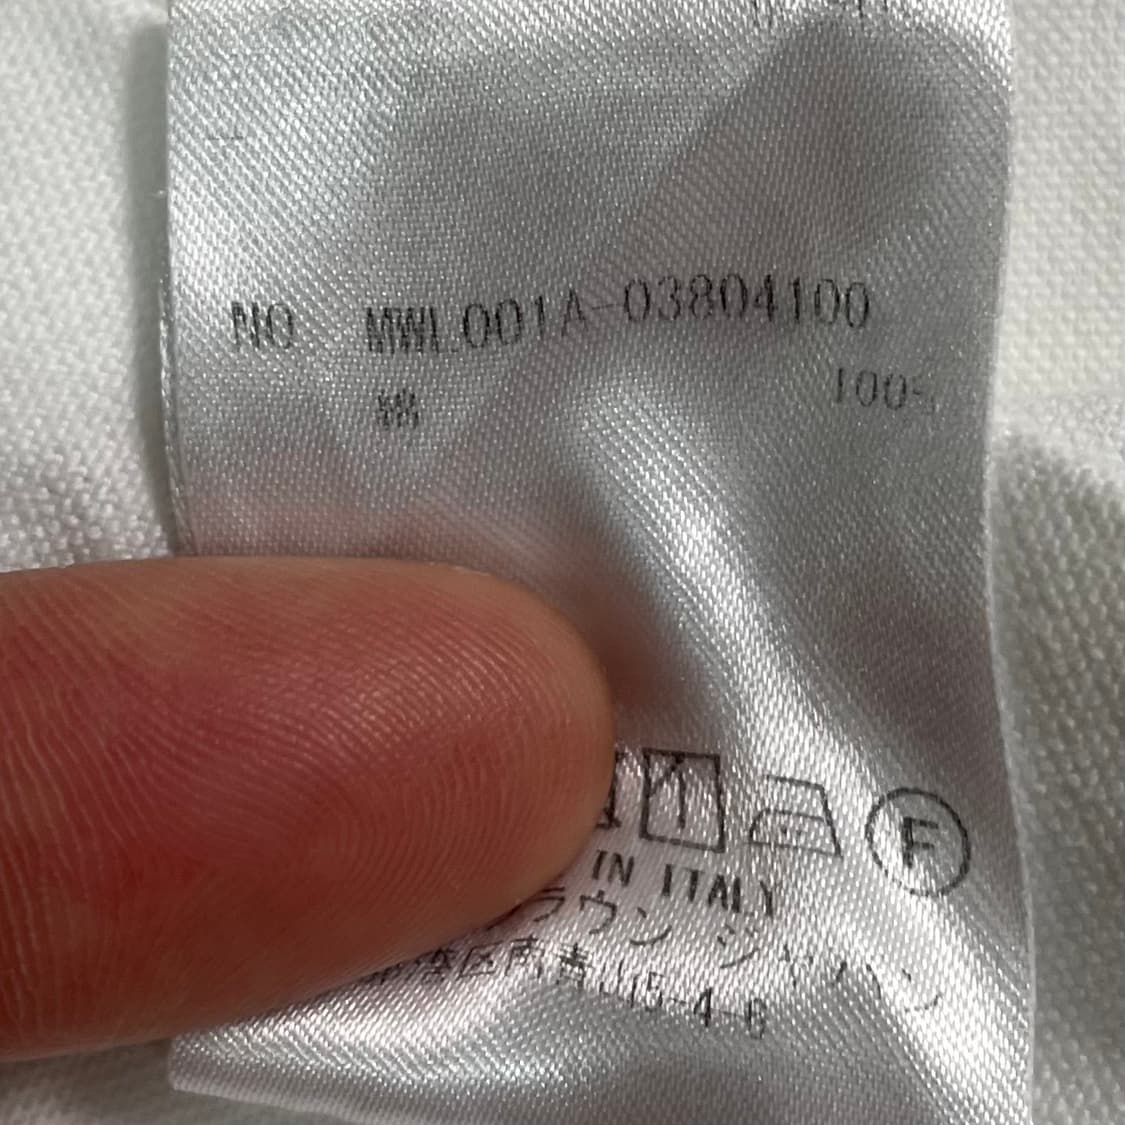 NO MWL001A-03804100
綿 100%
F
IN ITALY
ラウン ジャパン
港区南青山5-4-6